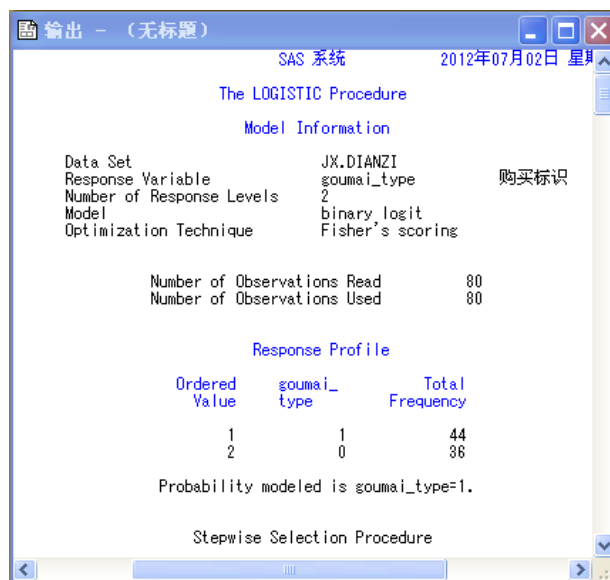 输出 - （无标题）
SAS 系统 2012年07月02日 星期
The LOGISTIC Procedure
Model Information
Data Set JX.DIANZI
Response Variable goumai_type 购买标识
Number of Response Levels 2
Model binary logit
Optimization Technique Fisher's scoring
Number of Observations Read 80
Number of Observations Used 80
Response Profile
Ordered goumai_ Total
Value type Frequency
1 1 44
2 0 36
Probability modeled is goumai_type=1.
Stepwise Selection Procedure